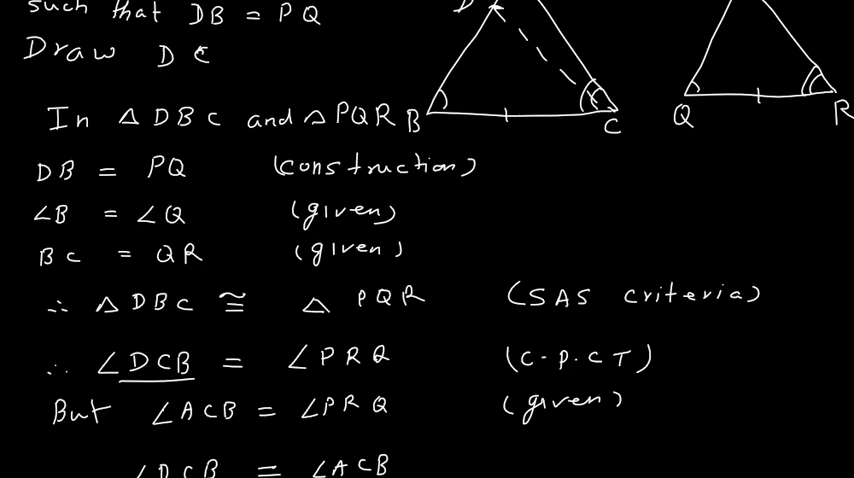 such that DB = PQ
Draw DC
In △DBC and △PQR
DB = PQ (construction)
∠B = ∠Q (given)
BC = QR (given)
∴ △DBC ≅ △PQR (SAS criteria)
∴ ∠DCB = ∠PRQ (C.P.CT)
But ∠ACB = ∠PRQ (given)
∠DCB = ∠ACB
D
B
C
Q
R